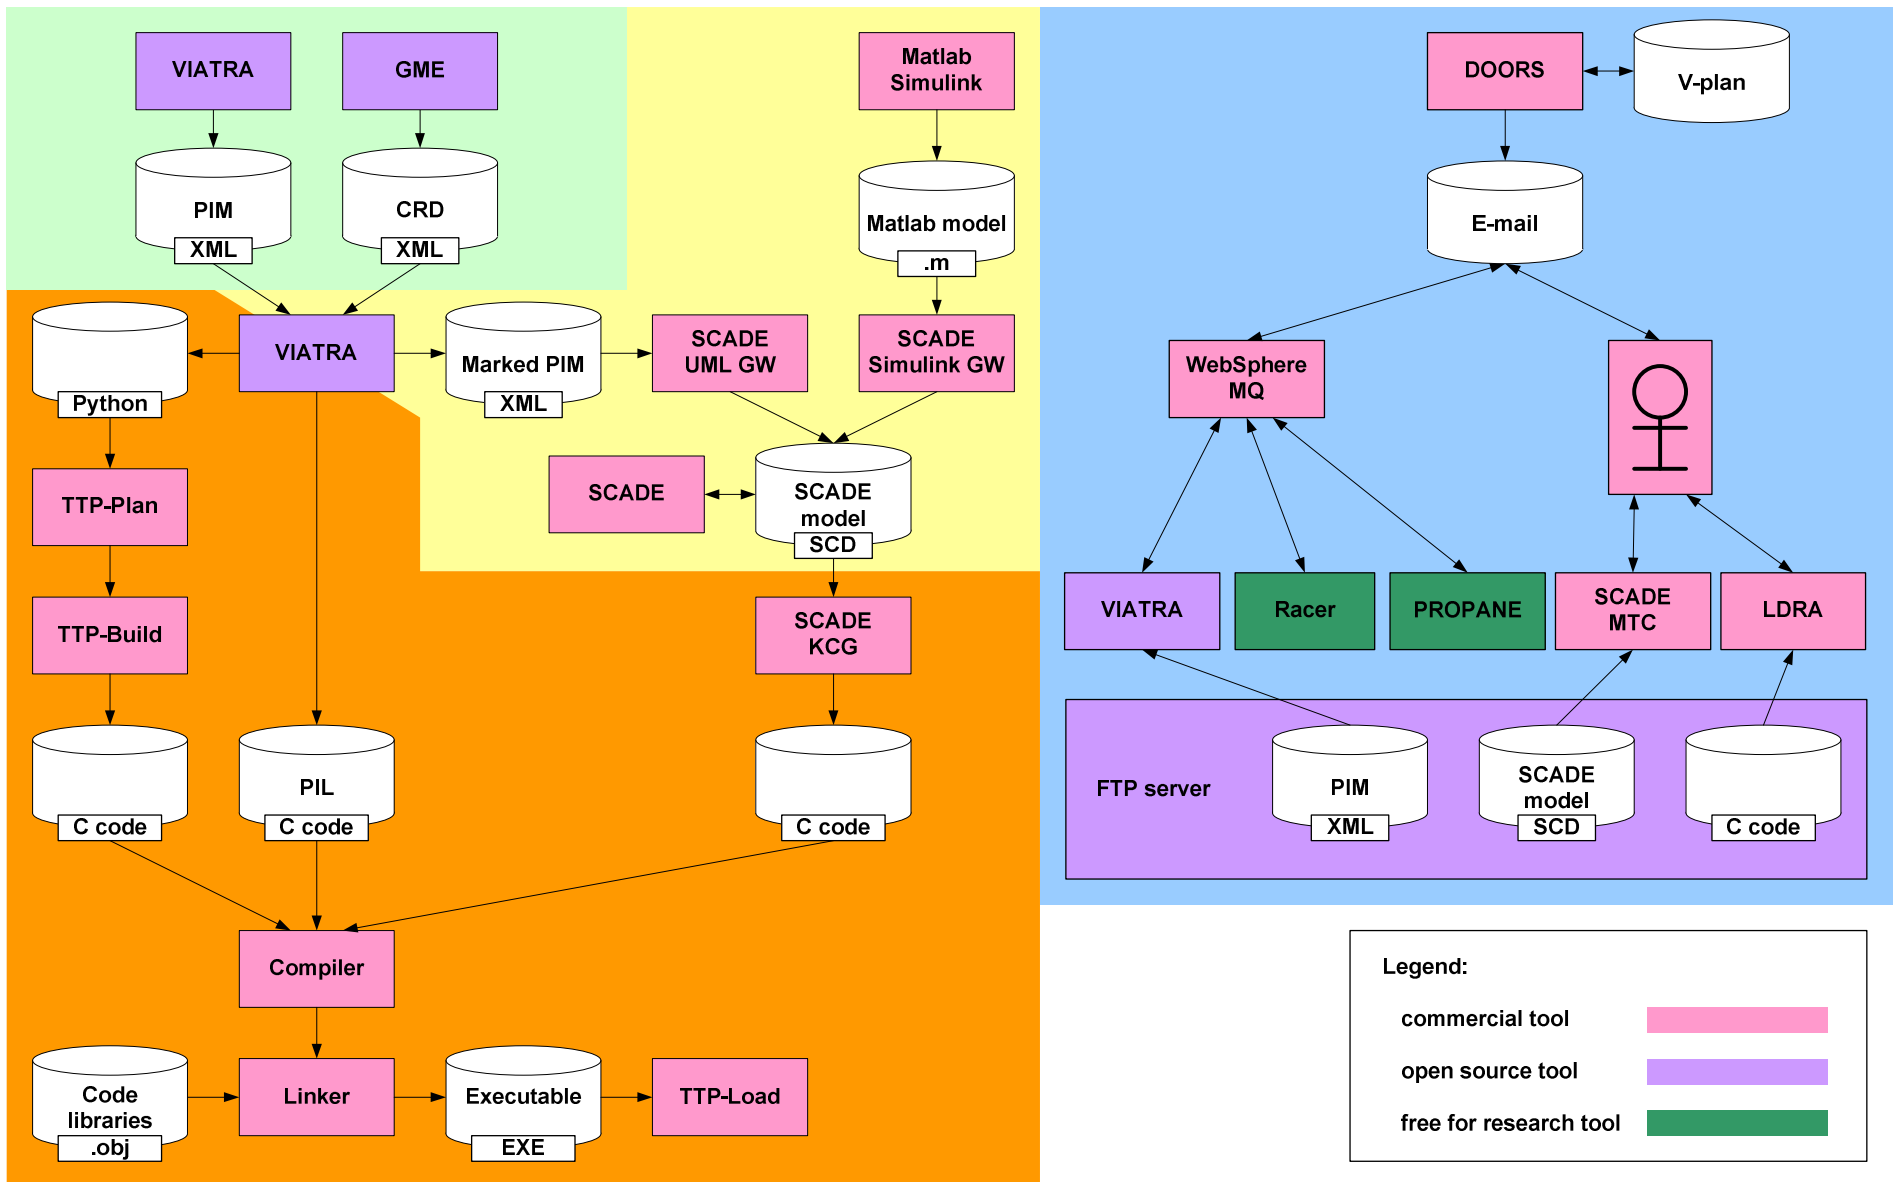 VIATRA
GME
Matlab
Simulink
DOORS
V-plan
PIM
XML
CRD
XML
Matlab model
.m
E-mail
Python
VIATRA
Marked PIM
XML
SCADE
UML GW
SCADE
Simulink GW
WebSphere
MQ
TTP-Plan
SCADE
SCADE
model
SCD
TTP-Build
SCADE
KCG
VIATRA
Racer
PROPANE
SCADE
MTC
LDRA
C code
PIL
C code
C code
FTP server
PIM
XML
SCADE
model
SCD
C code
Compiler
Code
libraries
.obj
Linker
Executable
EXE
TTP-Load
Legend:
commercial tool
open source tool
free for research tool